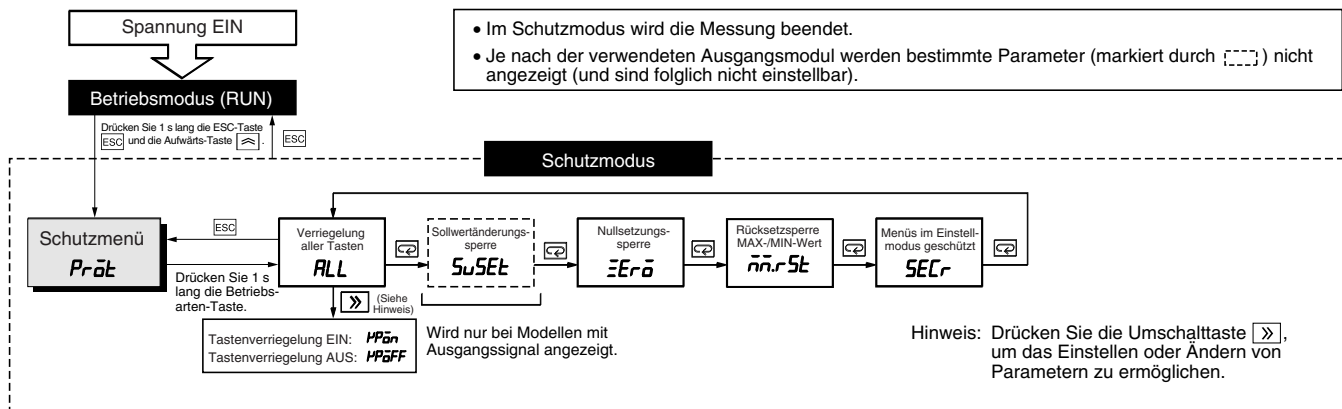 Spannung EIN
• Im Schutzmodus wird die Messung beendet.
• Je nach der verwendeten Ausgangsmodul werden bestimmte Parameter (markiert durch ) nicht
angezeigt (und sind folglich nicht einstellbar).
Betriebsmodus (RUN)
Drücken Sie 1 s lang die ESC-Taste
ESC und die Aufwärts-Taste .
ESC
Schutzmodus
Schutzmenü
Prot
ESC
Drücken Sie 1 s
lang die Betriebs-
arten-Taste.
Verriegelung
aller Tasten
ALL
Sollwertänderungs-
sperre
SuSEt
Nullsetzungs-
sperre
ZEro
Rücksetzsperre
MAX-/MIN-Wert
mm.rSt
Menüs im Einstell-
modus geschützt
SECr
(Siehe
Hinweis)
Tastenverriegelung EIN: KPon
Tastenverriegelung AUS: KPoFF
Wird nur bei Modellen mit
Ausgangssignal angezeigt.
Hinweis: Drücken Sie die Umschalttaste ,
um das Einstellen oder Ändern von
Parametern zu ermöglichen.